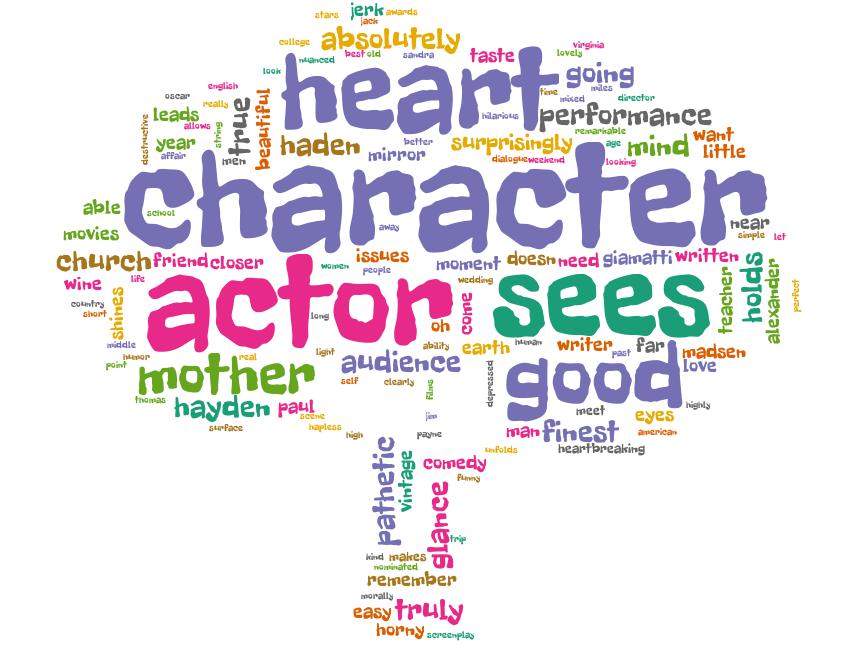 stars jerk awards
jack
college absolutely
nuanced best old sandra taste virginia lovely
look heart going
english time miles
oscar really hilarious mixed director
destructive leads allows string true beautiful performance
remarkable
year haden better surprisingly age mind want
affair men mirror dialogue weekend looking little
character
able school away near
movies simple let
church friend closer women issues people moment doesn need giamatti written
wine life wedding teacher holds alexander perfect
country short shines actor long oh come sees
middle light ability earth human writer past far madsen
humor real audience love
point mother self clearly films depressed good
thomas hayden paul jim meet eyes highly
surface scene hapless high payne man finest american
heartbreaking
unfolds
pathetic vintage comedy
funny
glance
trip
kind makes
nominated
remember
morally
easy truly
horny screenplay